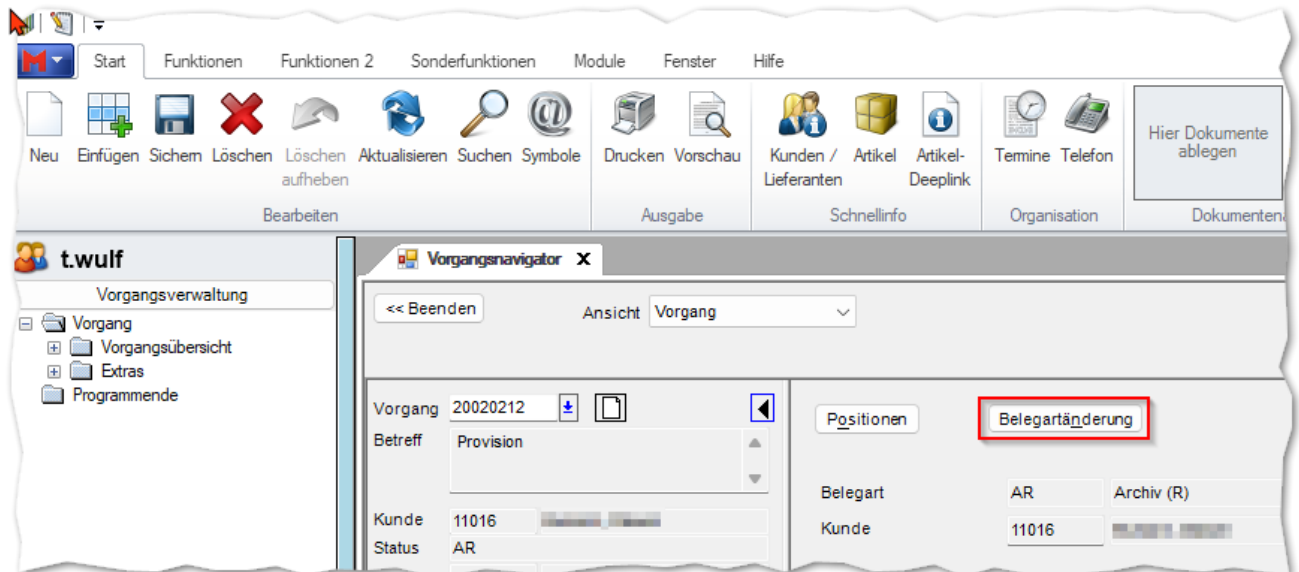 Start Funktionen Funktionen 2 Sonderfunktionen Module Fenster Hilfe
Neu Einfügen Sichern Löschen Löschen aufheben Aktualisieren Suchen Symbole Drucken Vorschau Kunden / Lieferanten Artikel Artikel-Deeplink Termine Telefon Hier Dokumente ablegen
Bearbeiten Ausgabe Schnellinfo Organisation
t.wulf
Vorgangsnavigator X
Vorgangsverwaltung
Vorgang
Vorgangsübersicht
Extras
Programmende
<< Beenden Ansicht Vorgang
Vorgang 20020212
Positionen Belegartänderung
Betreff Provision
Belegart AR Archiv (R)
Kunde 11016
Kunde 11016
Status AR